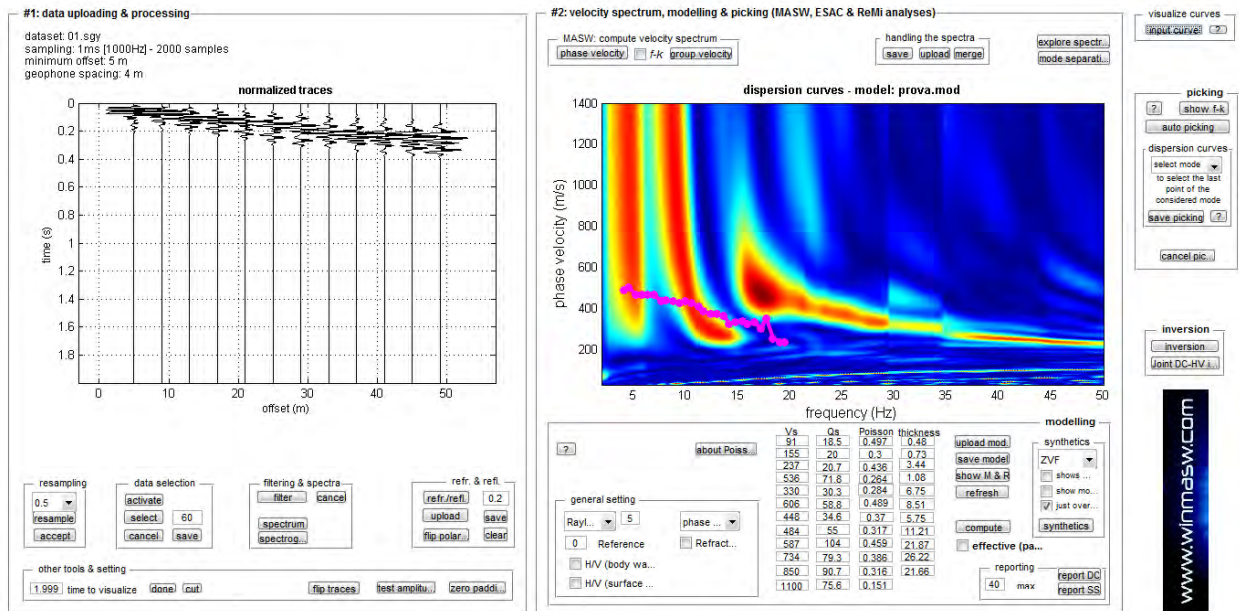 #1: data uploading & processing
dataset: 01.sgy
sampling: 1ms [1000Hz] - 2000 samples
minimum offset: 5 m
geophone spacing: 4 m
normalized traces
0
0.2
0.4
0.6
0.8
1
1.2
1.4
1.6
1.8
time (s)
0 10 20 30 40 50
offset (m)
resampling
0.5
resample
accept
data selection
activate
select 60
cancel save
filtering & spectra
filter cancel
spectrum
spectrog...
refr. & refl.
refr./refl. 0.2
upload save
flip polar... clear
other tools & setting
1.999 time to visualize done cut flip traces test amplitu... zero paddi...
#2: velocity spectrum, modelling & picking (MASW, ESAC & ReMi analyses)
MASW: compute velocity spectrum
phase velocity f-k group velocity
handling the spectra
save upload merge
explore spectr...
mode separati...
dispersion curves - model: prova.mod
1400
1200
1000
800
600
400
200
phase velocity (m/s)
5 10 15 20 25 30 35 40 45 50
frequency (Hz)
modelling
? about Poiss...
general setting
Rayl... 5 phase ...
0 Reference Refract...
H/V (body wa...
H/V (surface ...
Vs Qs Poisson thickness
91 18.5 0.497 0.48
155 20 0.3 0.73
237 20.7 0.436 3.44
536 71.8 0.264 1.08
330 30.3 0.284 6.75
606 58.8 0.489 8.51
448 34.6 0.37 5.75
484 55 0.317 11.21
587 104 0.459 21.87
734 79.3 0.386 26.22
850 90.7 0.316 21.66
1100 75.6 0.151
upload mod.
save model
show M & R
refresh
compute
effective (pa...
synthetics
ZVF
shows ...
show mo...
just over...
synthetics
reporting
40 max report DC
report SS
visualize curves
input curve ?
picking
? show f-k
auto picking
dispersion curves
select mode
to select the last
point of the
considered mode
save picking ?
cancel pic...
inversion
inversion
Joint DC-HV i...
www.winmasw.com